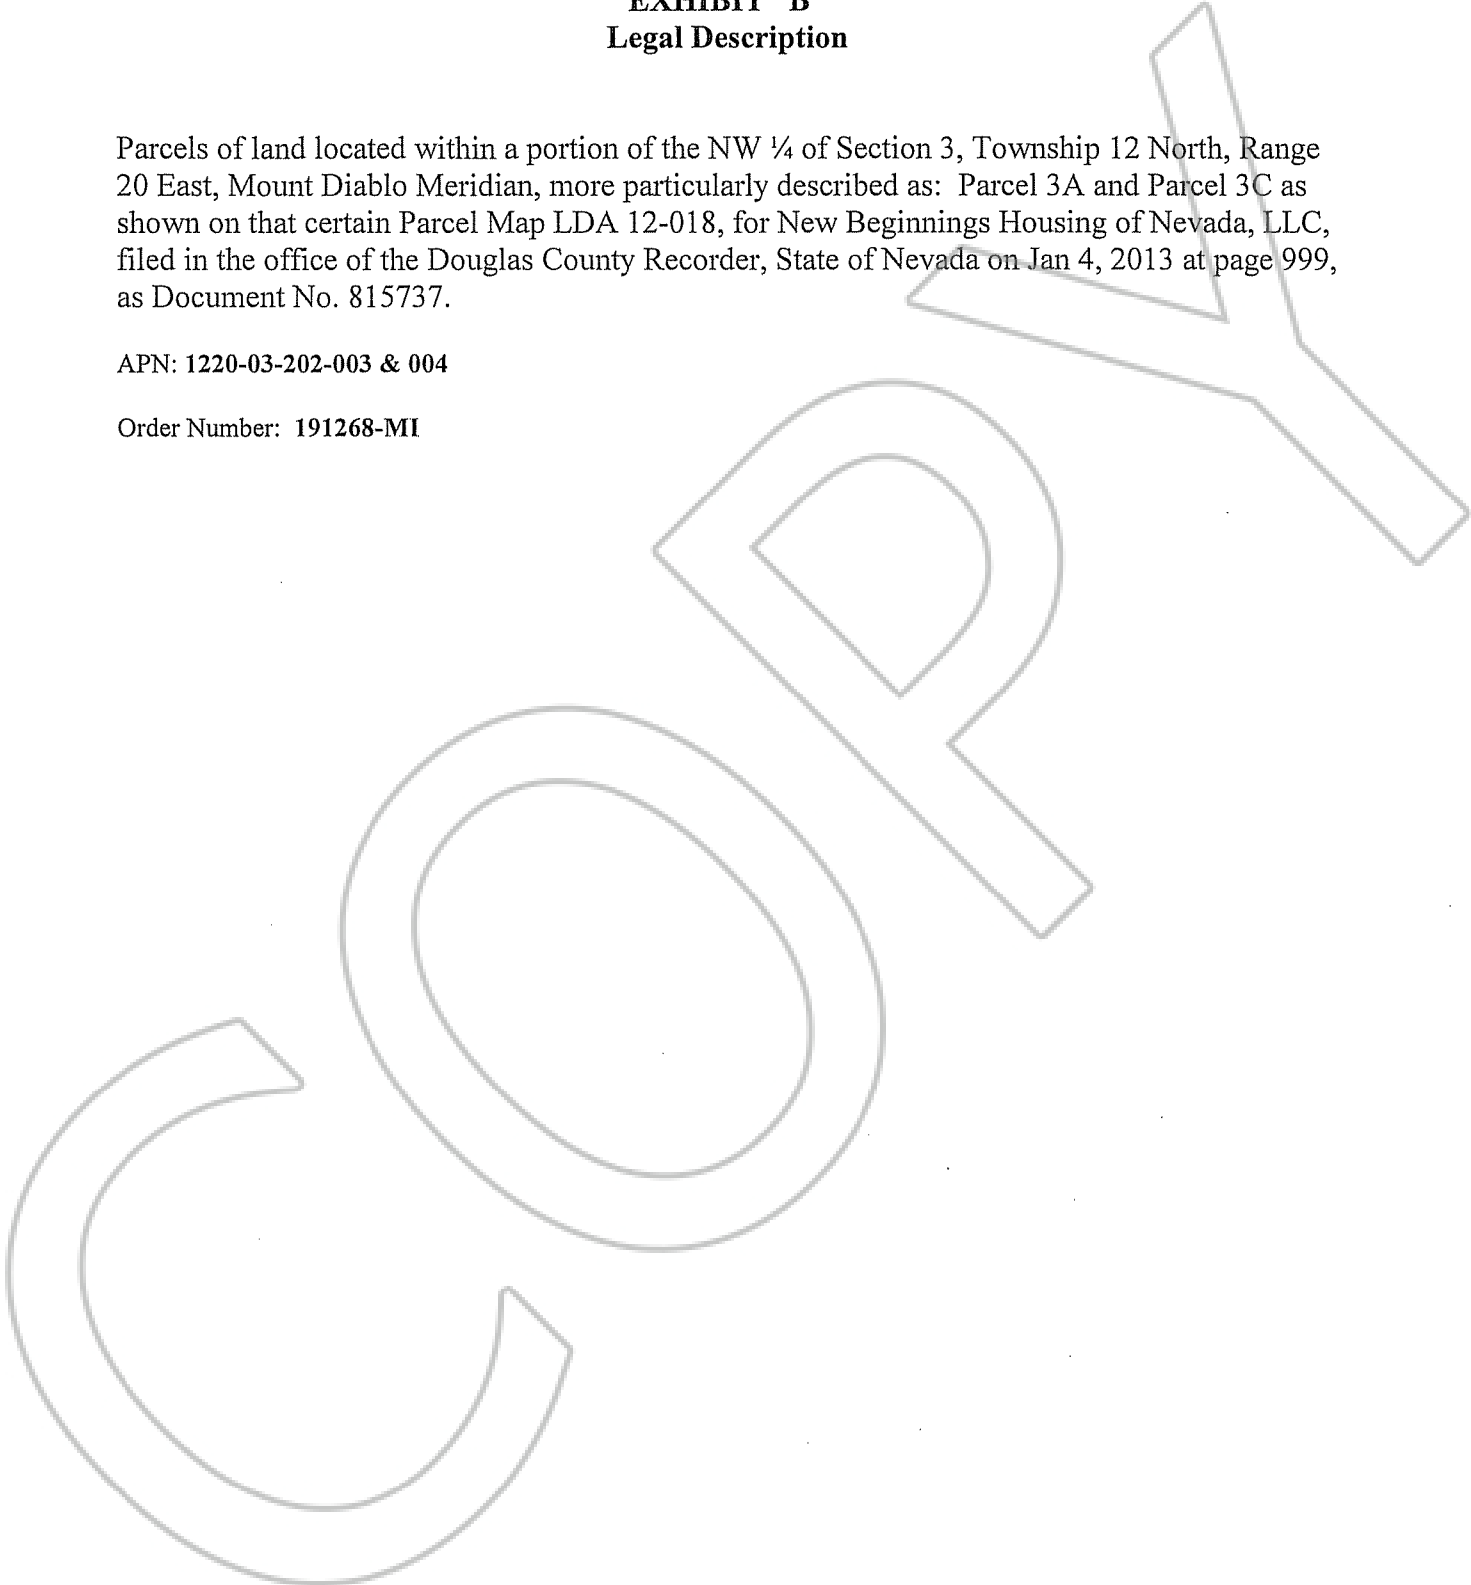 EXHIBIT "B"
Legal Description
Parcels of land located within a portion of the NW ¼ of Section 3, Township 12 North, Range
20 East, Mount Diablo Meridian, more particularly described as:  Parcel 3A and Parcel 3C as
shown on that certain Parcel Map LDA 12-018, for New Beginnings Housing of Nevada, LLC,
filed in the office of the Douglas County Recorder, State of Nevada on Jan 4, 2013 at page 999,
as Document No. 815737.
APN: 1220-03-202-003 & 004
Order Number:  191268-MI
COPY